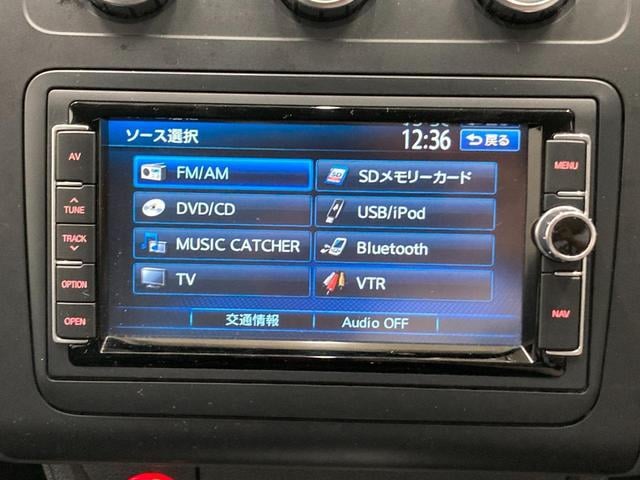 ソース選択
12:36
戻る
AV
TUNE
TRACK
OPTION
OPEN
FM/AM
SDメモリーカード
DVD/CD
USB/iPod
MUSIC CATCHER
Bluetooth
TV
VTR
交通情報
Audio OFF
MENU
NAV